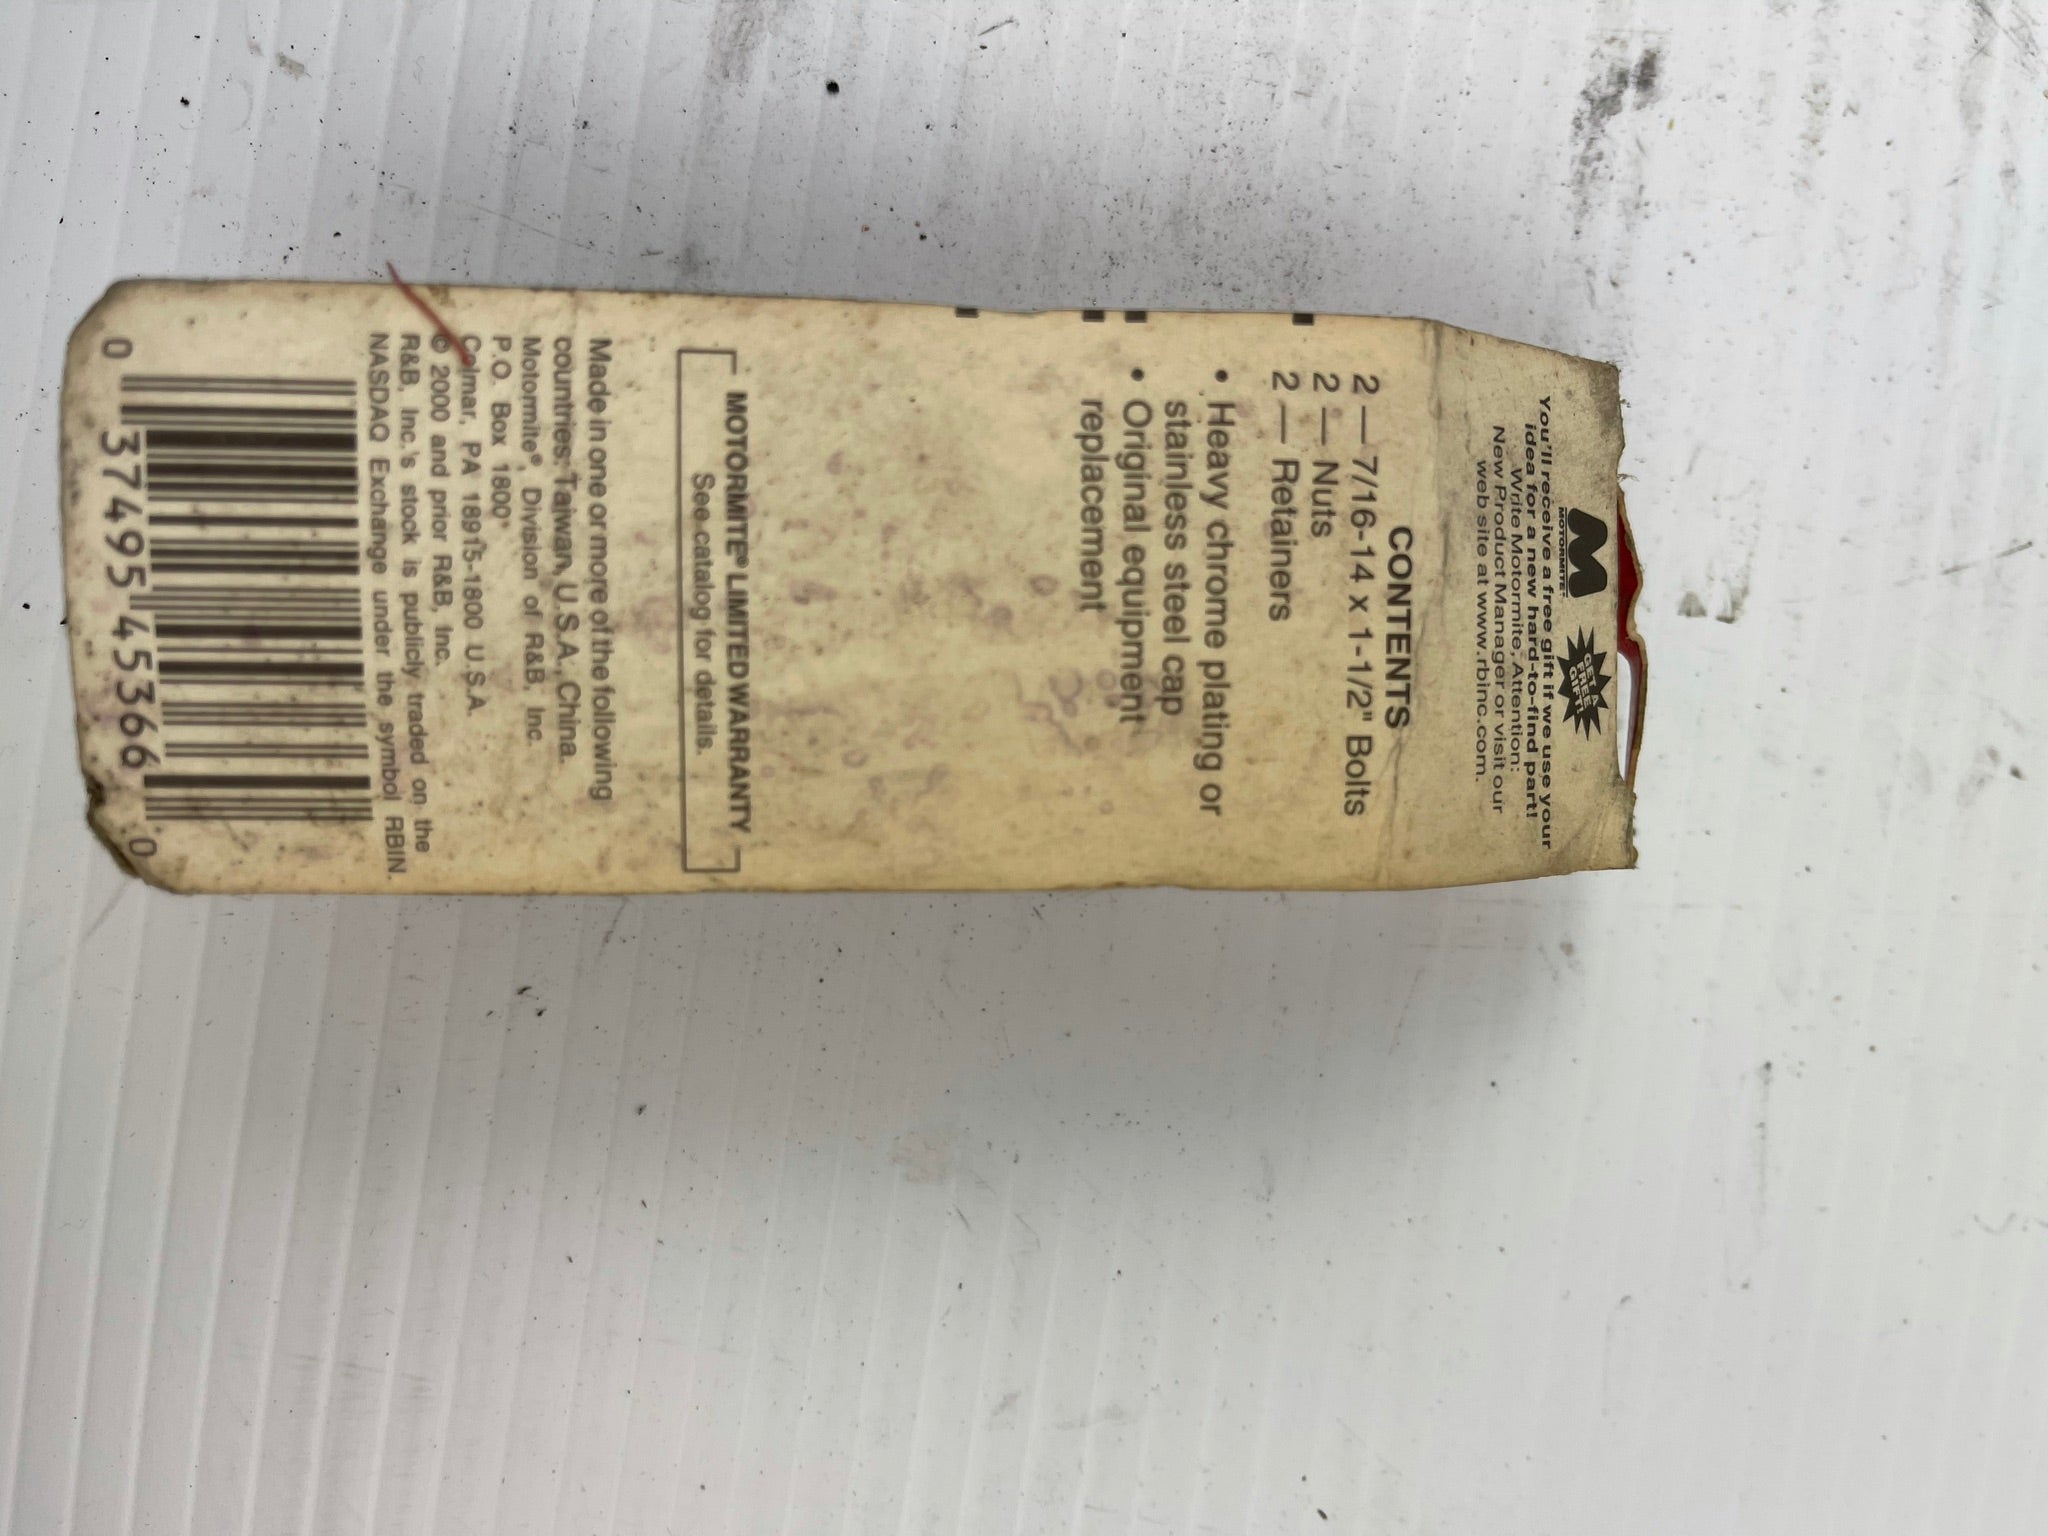 MOTORMITE
GET A
FREE
GIFT!
You'll receive a free gift if we use your
idea for a new hard-to-find part!
Write Motormite, Attention:
New Product Manager or visit our
web site at www.rbinc.com.
CONTENTS
2 — 7/16-14 x 1-1/2" Bolts
2 — Nuts
2 — Retainers
• Heavy chrome plating or
stainless steel cap
• Original equipment
replacement
MOTORMITE® LIMITED WARRANTY
See catalog for details.
Made in one or more of the following
countries: Taiwan, U.S.A., China.
Motormite®, Division of R&B, Inc.
P.O. Box 1800
Colmar, PA 18915-1800 U.S.A.
© 2000 and prior R&B, Inc.
R&B, Inc.'s stock is publicly traded on the
NASDAQ Exchange under the symbol RBIN.
0 37495 45366 0